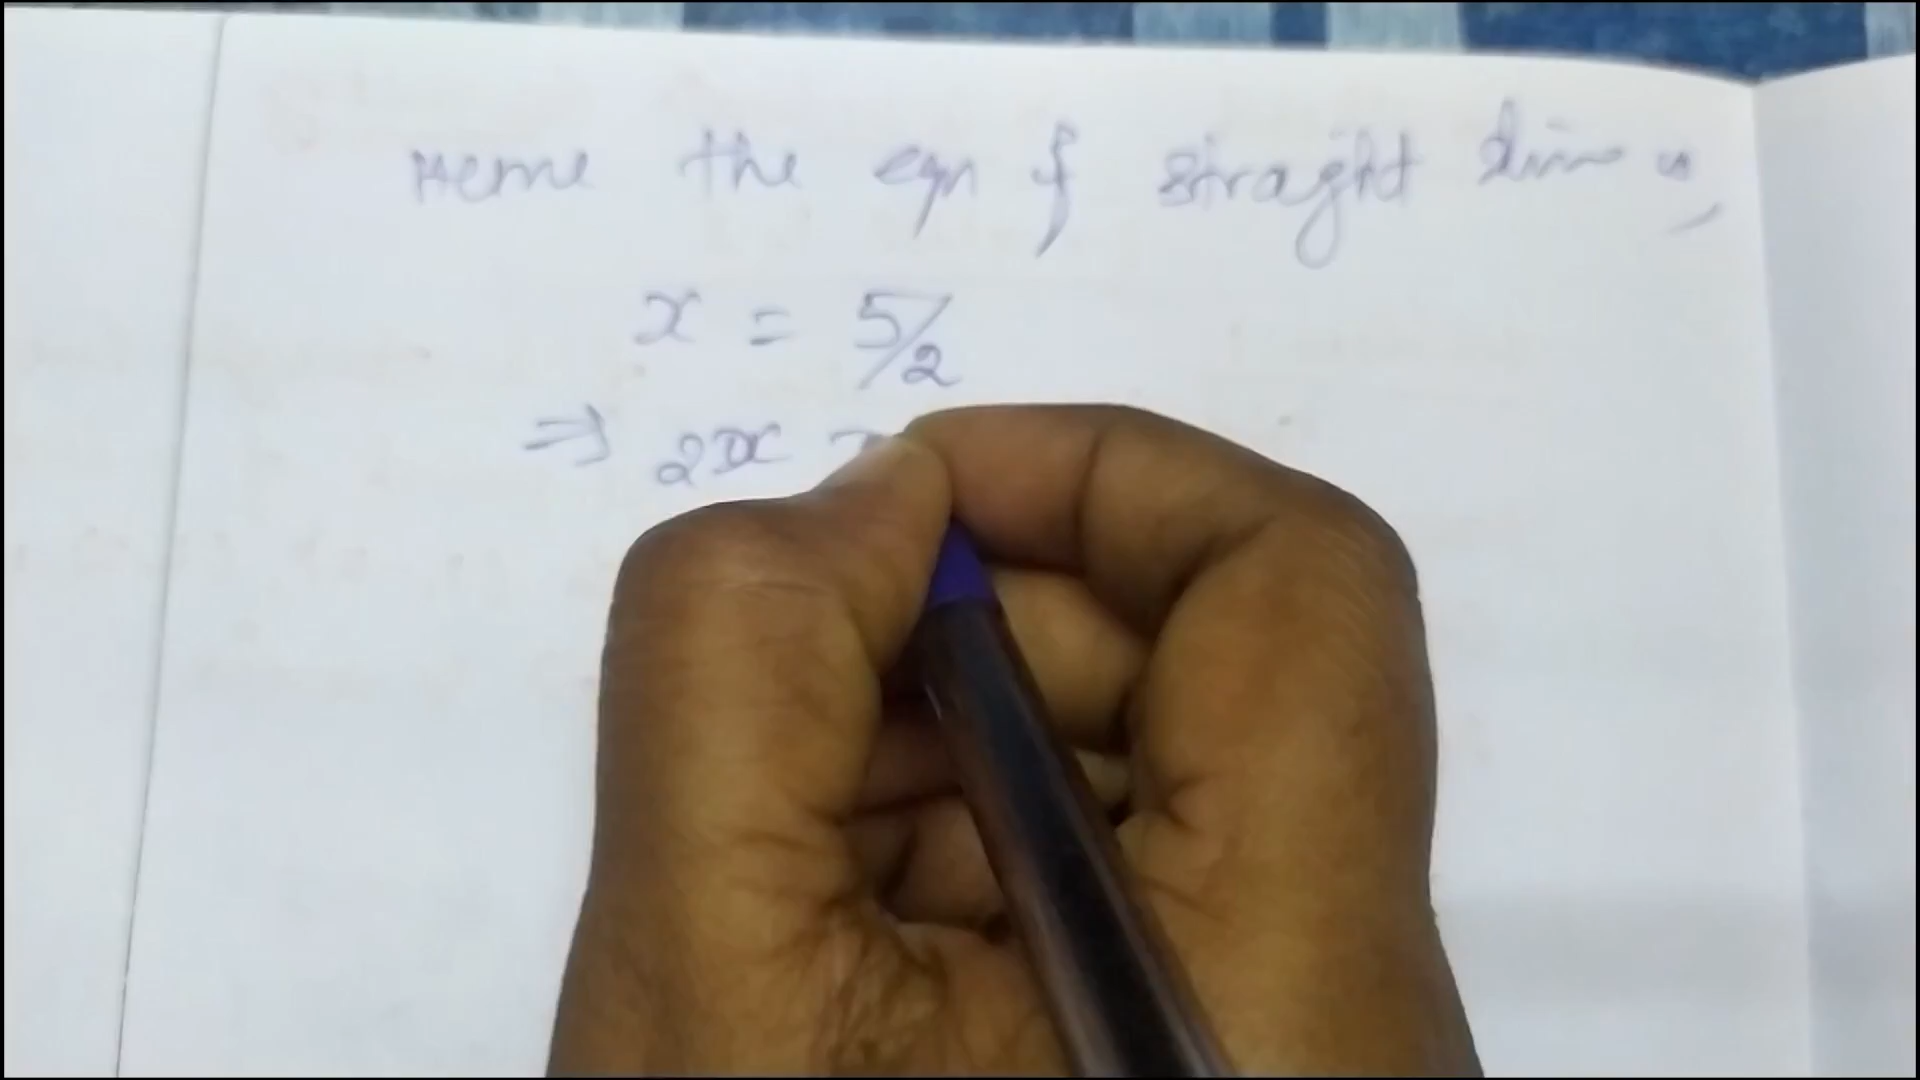 Hence the eqn of straight line is,
x = 5/2
⇒ 2x =